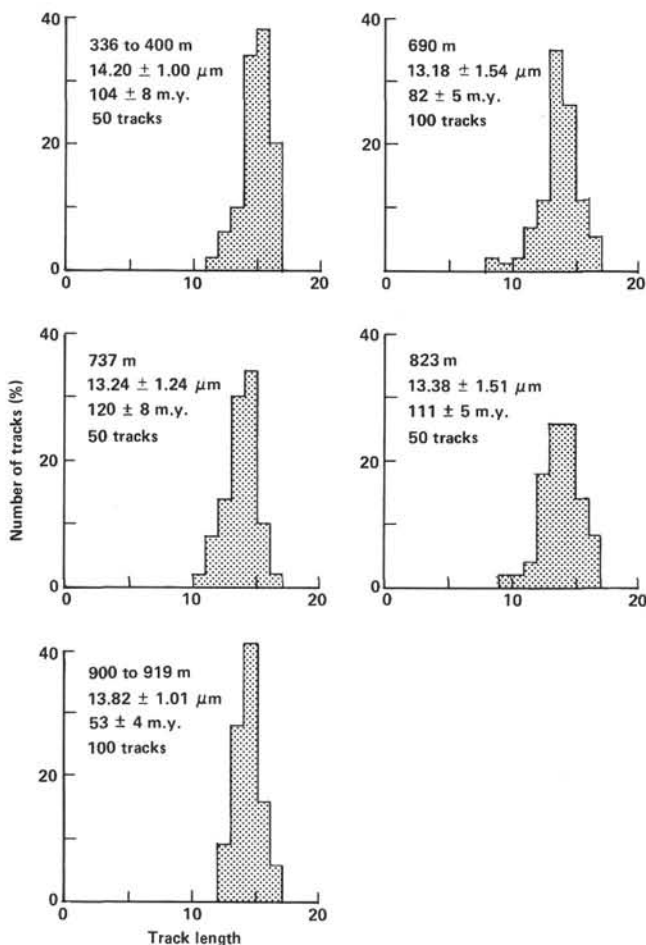 40
20
0
0
10
20
336 to 400 m
14.20 ± 1.00 μm
104 ± 8 m.y.
50 tracks
40
20
0
0
10
20
690 m
13.18 ± 1.54 μm
82 ± 5 m.y.
100 tracks
Number of tracks (%)
40
20
0
0
10
20
737 m
13.24 ± 1.24 μm
120 ± 8 m.y.
50 tracks
40
20
0
0
10
20
823 m
13.38 ± 1.51 μm
111 ± 5 m.y.
50 tracks
40
20
0
0
10
20
900 to 919 m
13.82 ± 1.01 μm
53 ± 4 m.y.
100 tracks
Track length